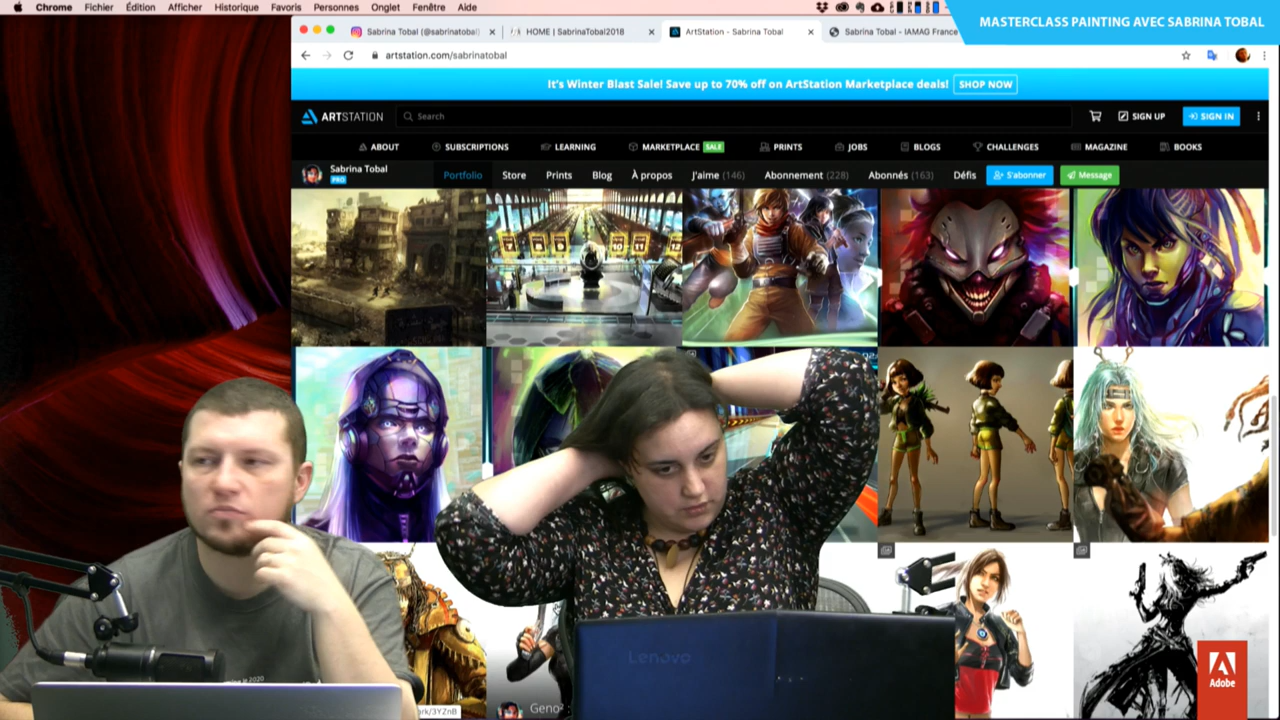 Chrome Fichier Édition Afficher Historique Favoris Personnes Onglet Fenêtre Aide
MASTERCLASS PAINTING AVEC SABRINA TOBAL
Sabrina Tobal (@sabrinatobal) HOME | SabrinaTobal2018 ArtStation - Sabrina Tobal Sabrina Tobal - IAMAG France
artstation.com/sabrinatobal
It's Winter Blast Sale! Save up to 70% off on ArtStation Marketplace deals! SHOP NOW
ARTSTATION Search SIGN UP SIGN IN
ABOUT SUBSCRIPTIONS LEARNING MARKETPLACE SALE PRINTS JOBS BLOGS CHALLENGES MAGAZINE BOOKS
Sabrina Tobal
PRO
Portfolio Store Prints Blog À propos J'aime (146) Abonnement (228) Abonnés (163) Défis S'abonner Message
Lenovo
Adobe